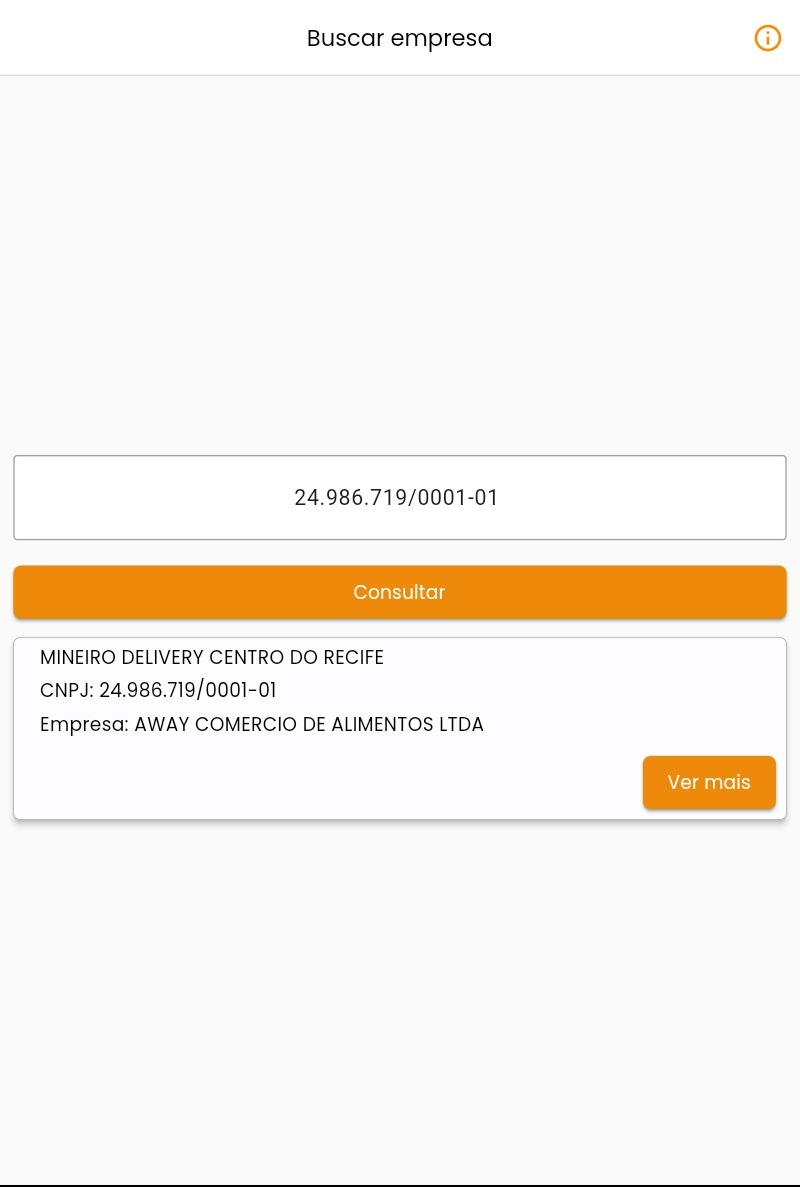 Buscar empresa
24.986.719/0001-01
Consultar
MINEIRO DELIVERY CENTRO DO RECIFE
CNPJ: 24.986.719/0001-01
Empresa: AWAY COMERCIO DE ALIMENTOS LTDA
Ver mais